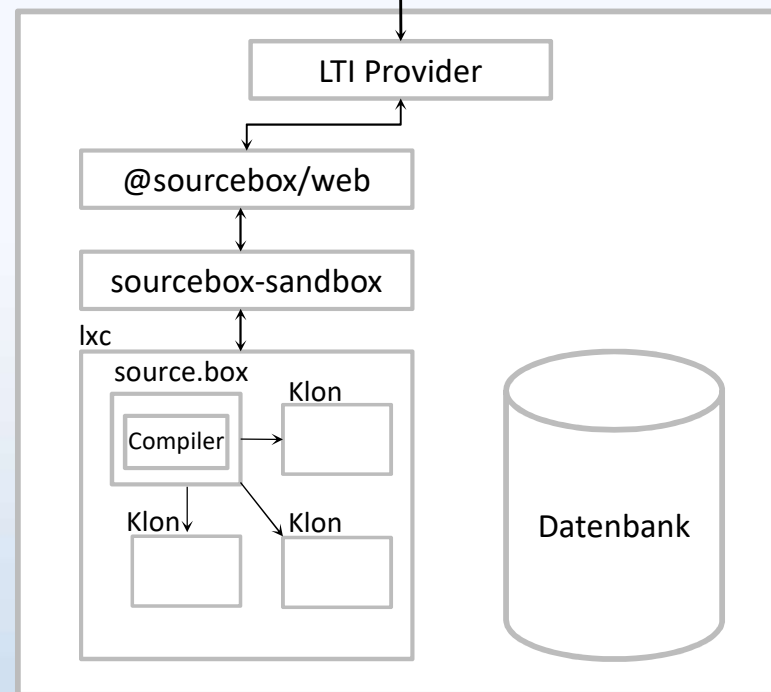 LTI Provider
@sourcebox/web
sourcebox-sandbox
lxc
source.box
Klon
Compiler
Klon
Klon
Datenbank